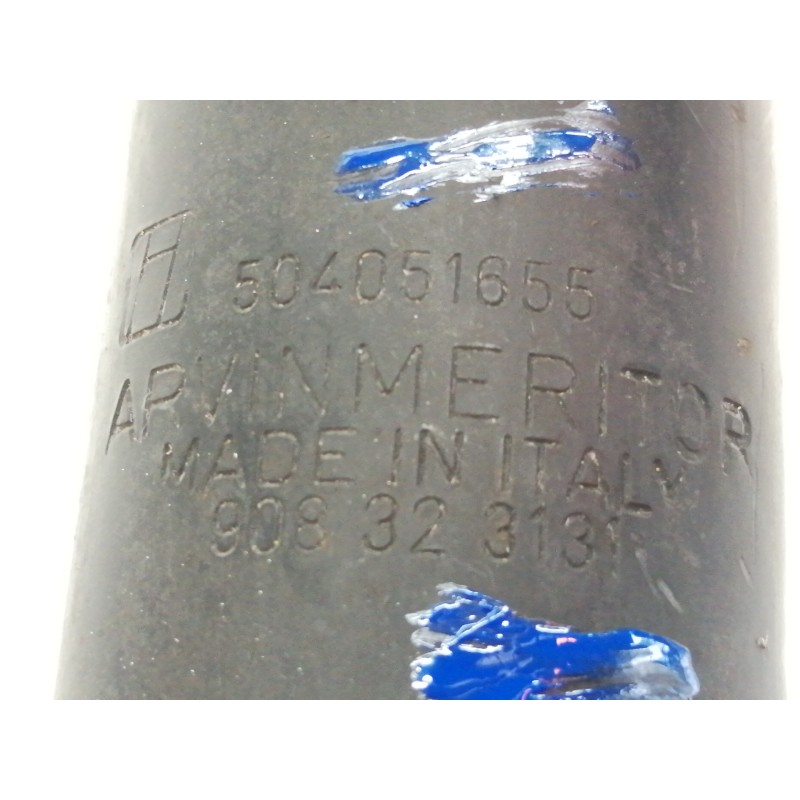 504051655
ARVINMERITOR
MADE IN ITALY
908 32 3131